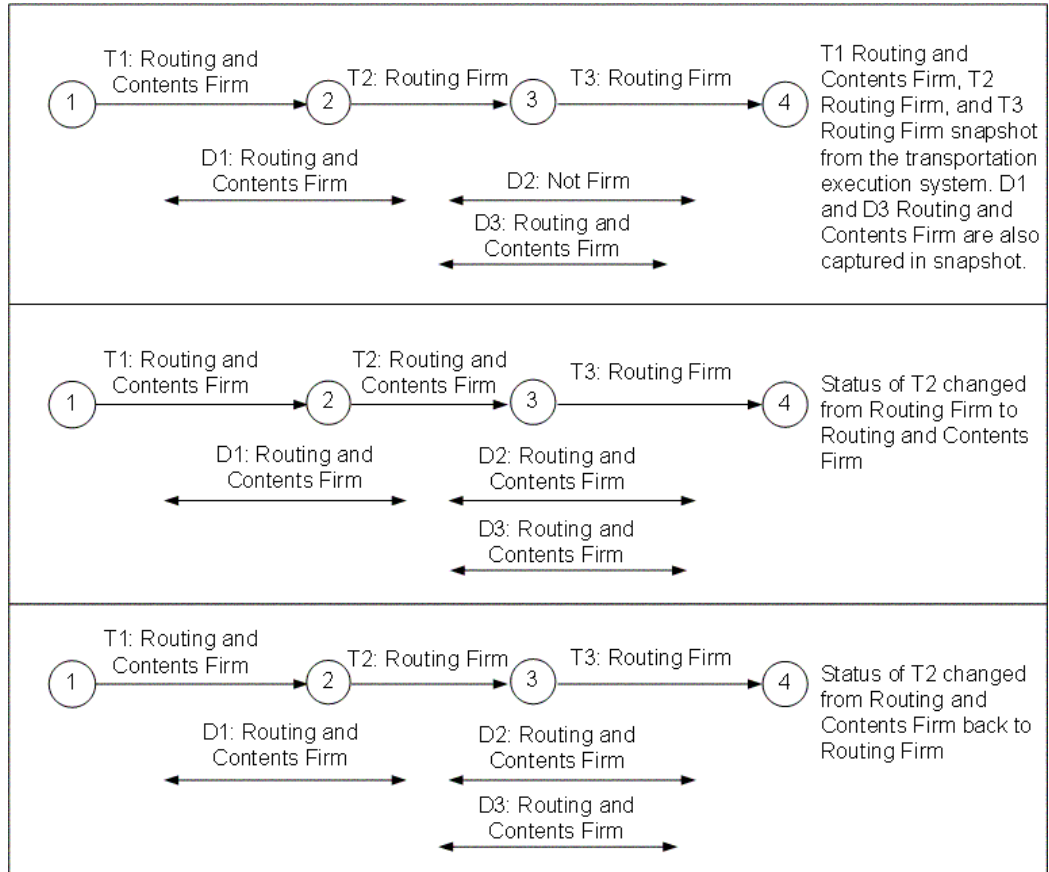 T1: Routing and
Contents Firm
T2: Routing Firm
T3: Routing Firm
1
2
3
4
D1: Routing and
Contents Firm
D2: Not Firm
D3: Routing and
Contents Firm
T1 Routing and
Contents Firm, T2
Routing Firm, and T3
Routing Firm snapshot
from the transportation
execution system. D1
and D3 Routing and
Contents Firm are also
captured in snapshot.
T1: Routing and
Contents Firm
T2: Routing and
Contents Firm
T3: Routing Firm
1
2
3
4
D1: Routing and
Contents Firm
D2: Routing and
Contents Firm
D3: Routing and
Contents Firm
Status of T2 changed
from Routing Firm to
Routing and Contents
Firm
T1: Routing and
Contents Firm
T2: Routing Firm
T3: Routing Firm
1
2
3
4
D1: Routing and
Contents Firm
D2: Routing and
Contents Firm
D3: Routing and
Contents Firm
Status of T2 changed
from Routing and
Contents Firm back to
Routing Firm